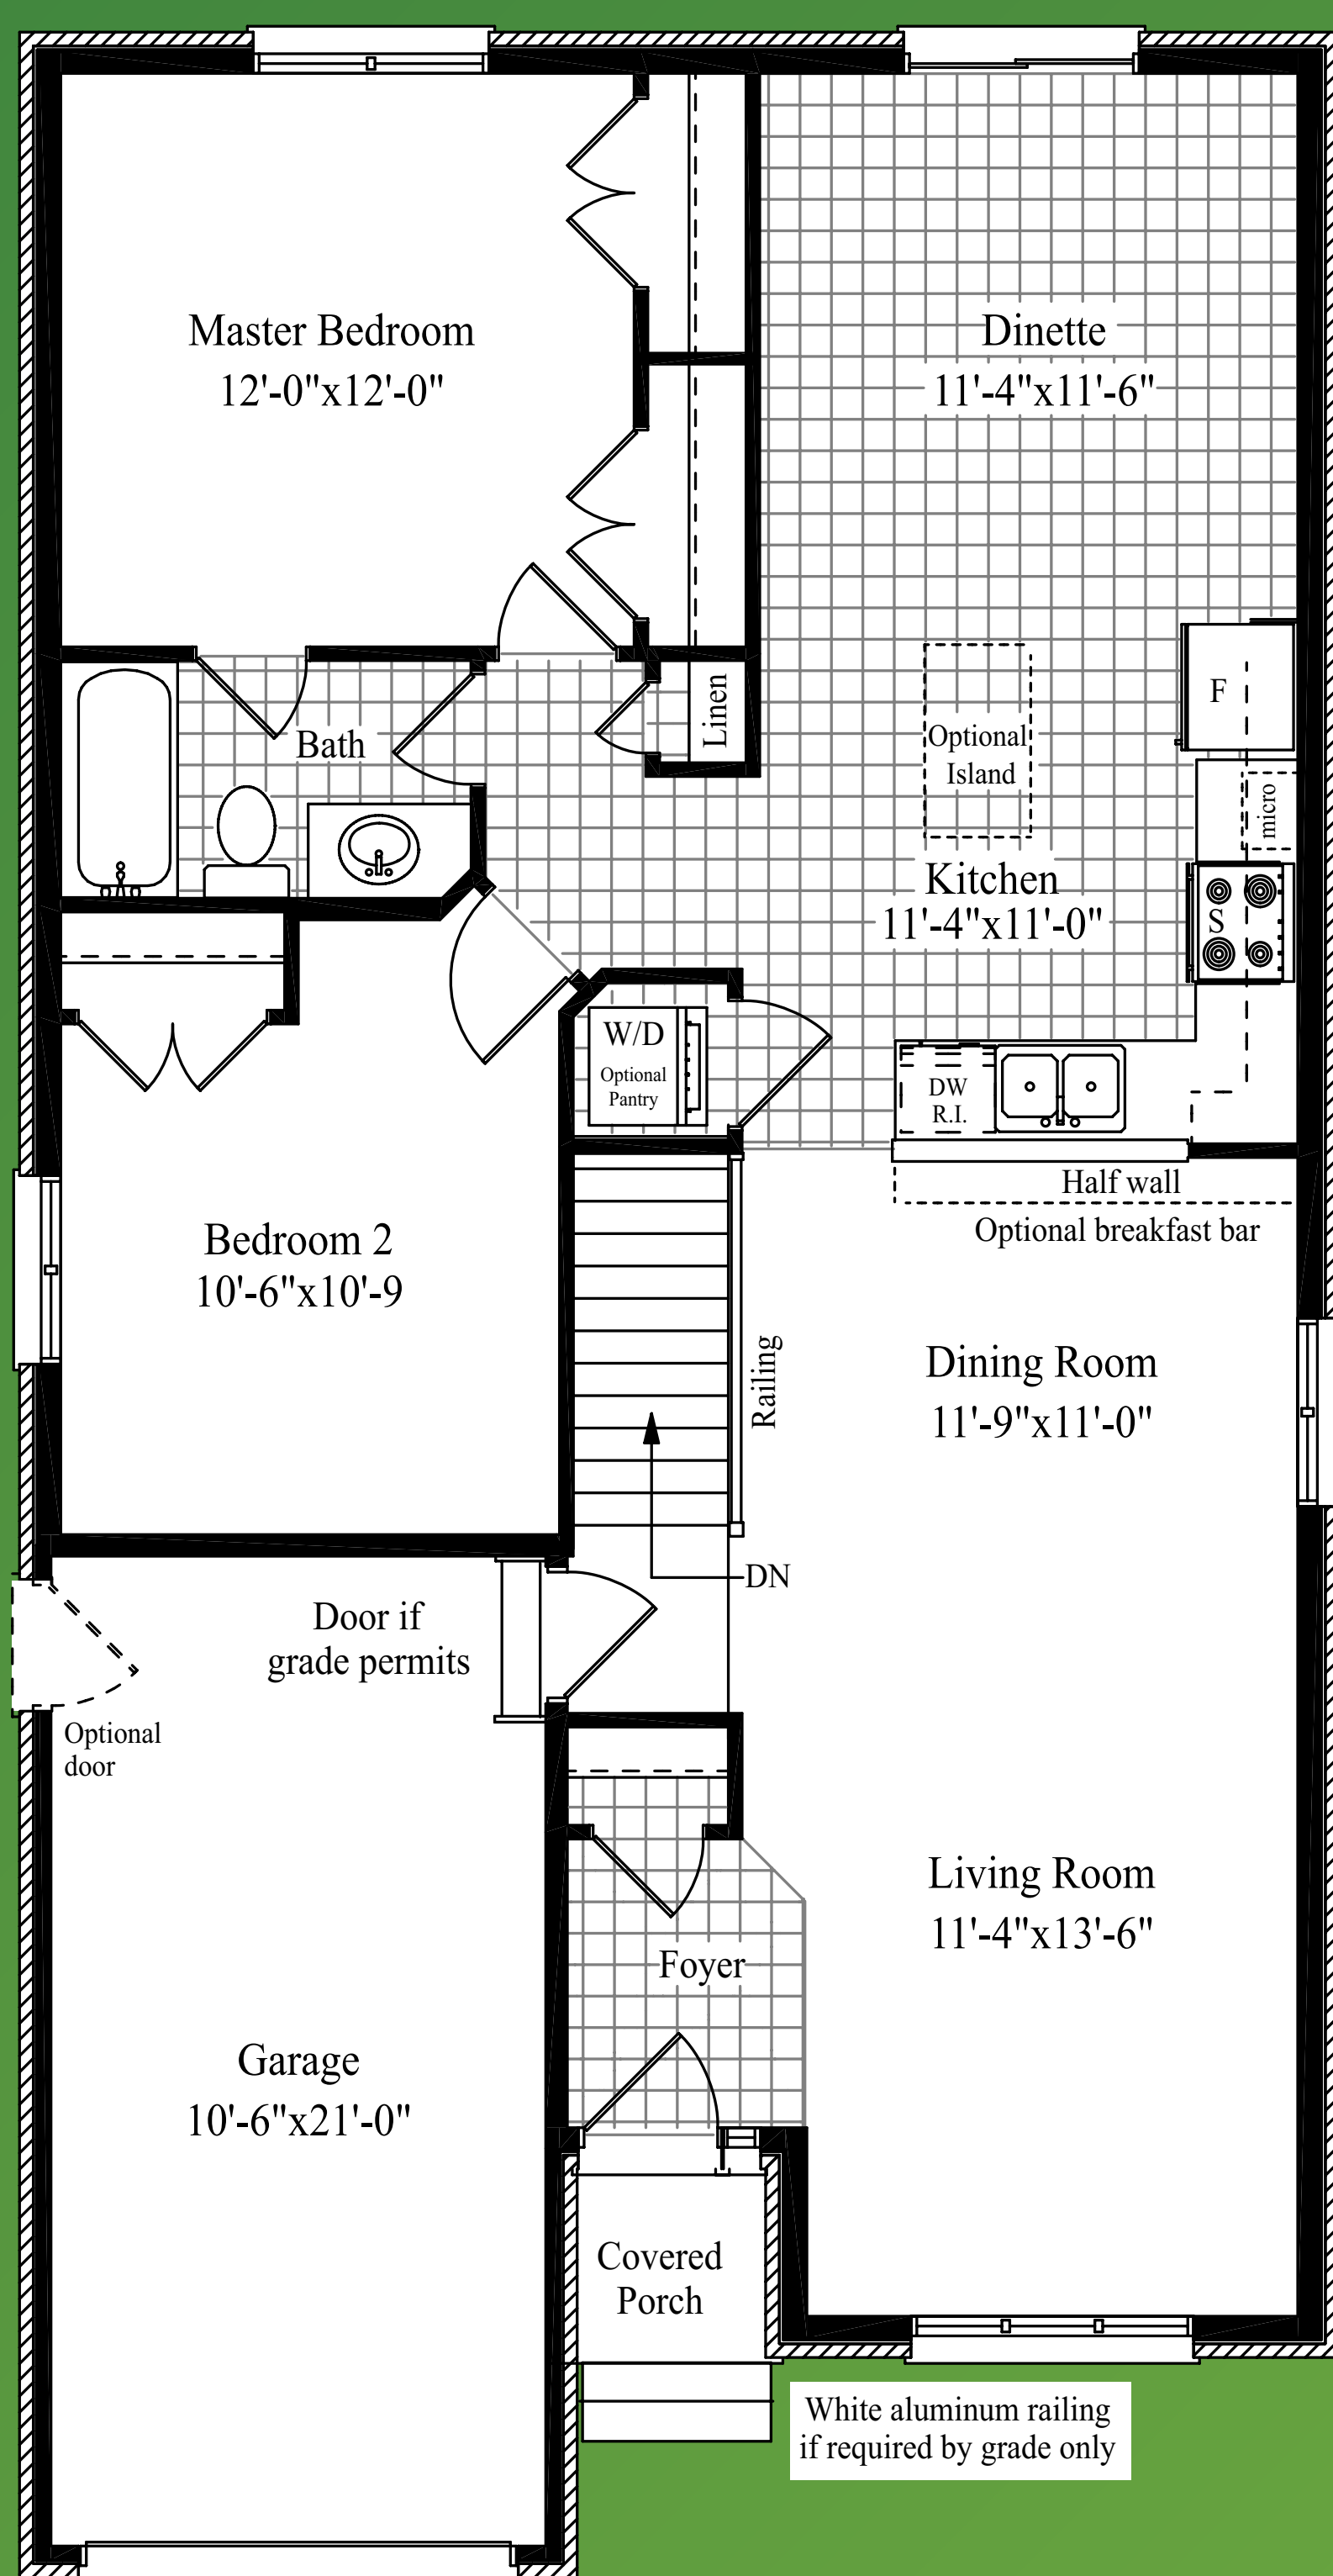 Master Bedroom
12'-0"x12'-0"
Dinette
11'-4"x11'-6"
Linen
Bath
Optional
Island
F
micro
Kitchen
11'-4"x11'-0"
S
W/D
Optional
Pantry
DW
R.I.
Half wall
Optional breakfast bar
Bedroom 2
10'-6"x10'-9
Railing
Dining Room
11'-9"x11'-0"
DN
Door if
grade permits
Optional
door
Living Room
11'-4"x13'-6"
Foyer
Garage
10'-6"x21'-0"
Covered
Porch
White aluminum railing
if required by grade only